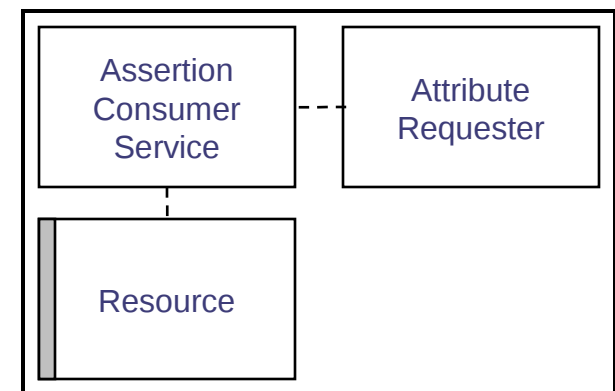 Assertion
Consumer
Service
Attribute
Requester
Resource